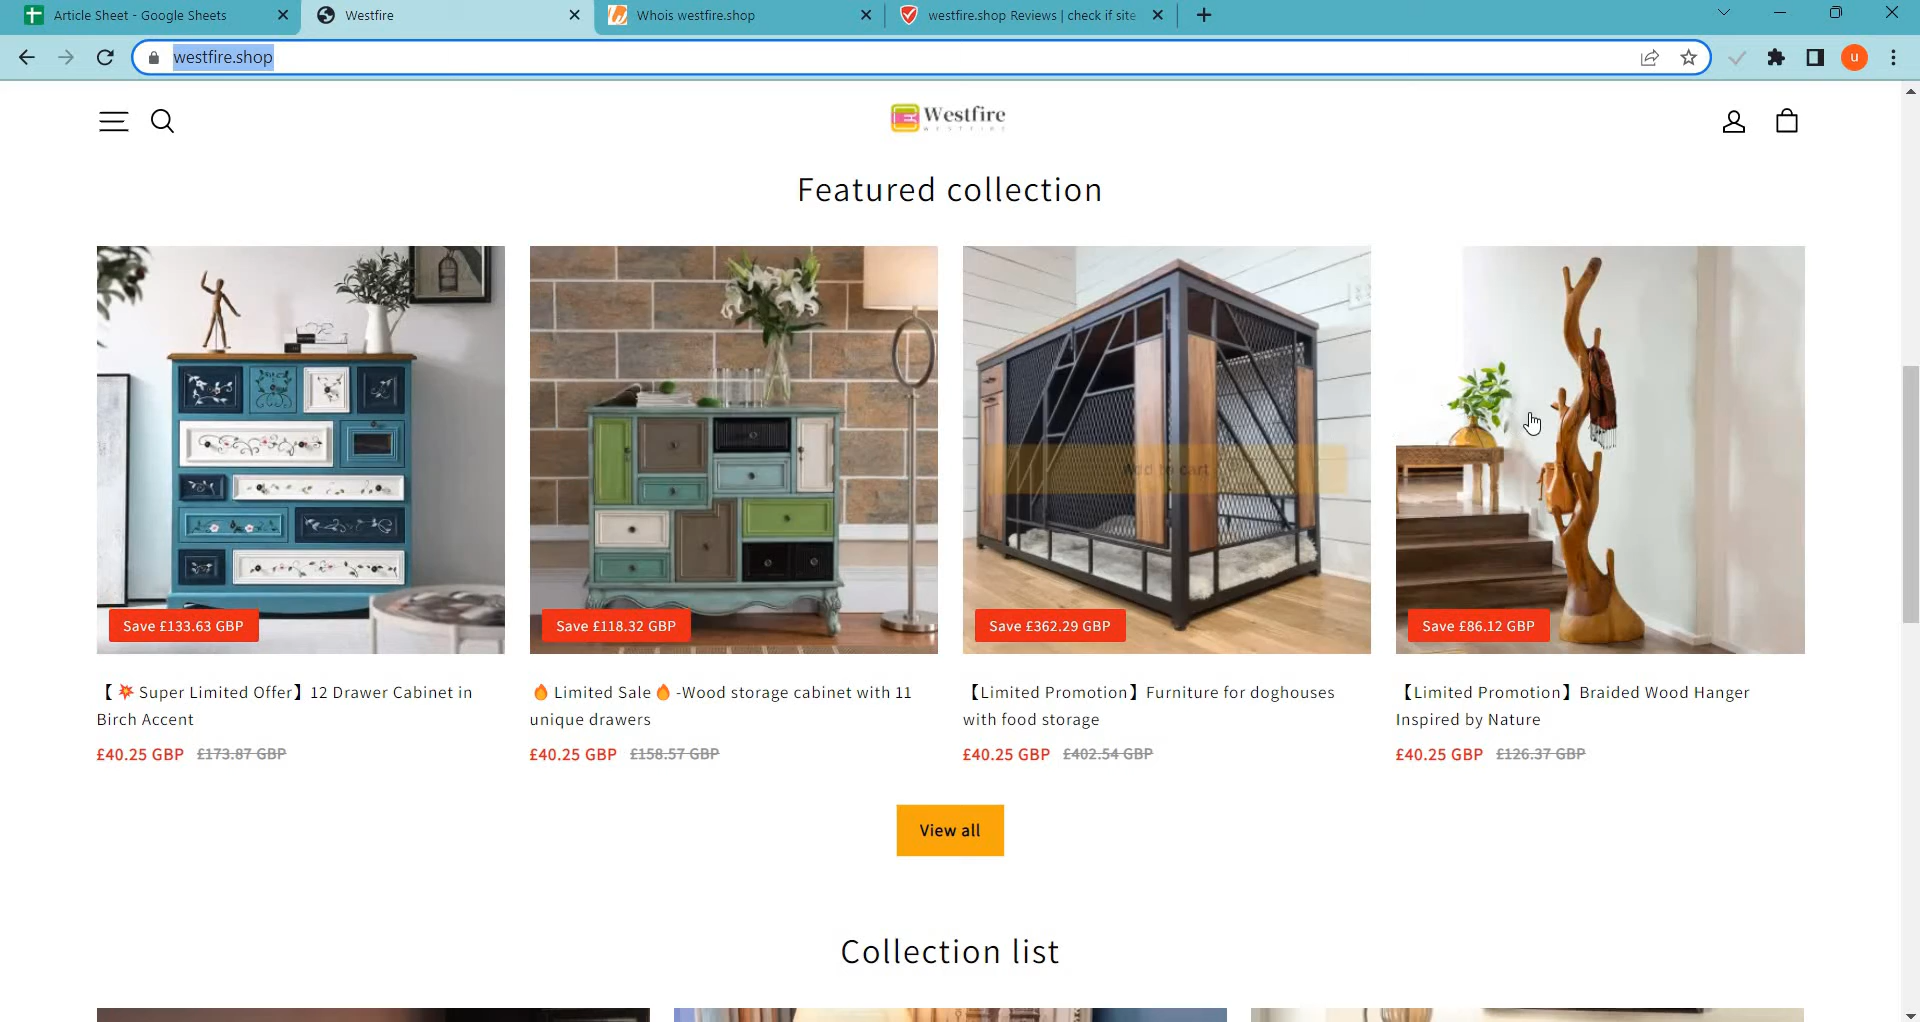 Article Sheet - Google Sheets
Westfire
Whois westfire.shop
westfire.shop Reviews | check if site
westfire.shop
u
Westfire
WESTFIRE
Featured collection
Add to cart
Save £133.63 GBP
Save £118.32 GBP
Save £362.29 GBP
Save £86.12 GBP
【💥 Super Limited Offer】12 Drawer Cabinet in
Birch Accent
£40.25 GBP £173.87 GBP
🔥 Limited Sale 🔥 -Wood storage cabinet with 11
unique drawers
£40.25 GBP £158.57 GBP
【Limited Promotion】Furniture for doghouses
with food storage
£40.25 GBP £402.54 GBP
【Limited Promotion】Braided Wood Hanger
Inspired by Nature
£40.25 GBP £126.37 GBP
View all
Collection list